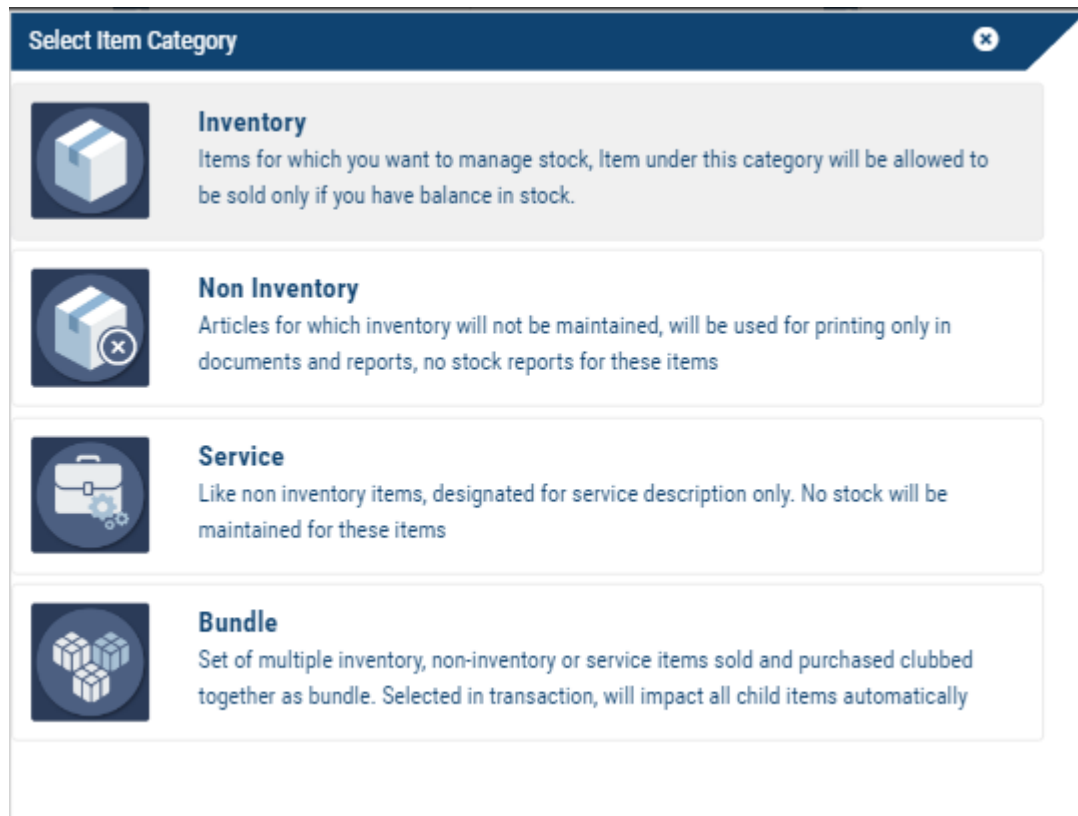 Select Item Category
Inventory
Items for which you want to manage stock, Item under this category will be allowed to
be sold only if you have balance in stock.
Non Inventory
Articles for which inventory will not be maintained, will be used for printing only in
documents and reports, no stock reports for these items
Service
Like non inventory items, designated for service description only. No stock will be
maintained for these items
Bundle
Set of multiple inventory, non-inventory or service items sold and purchased clubbed
together as bundle. Selected in transaction, will impact all child items automatically